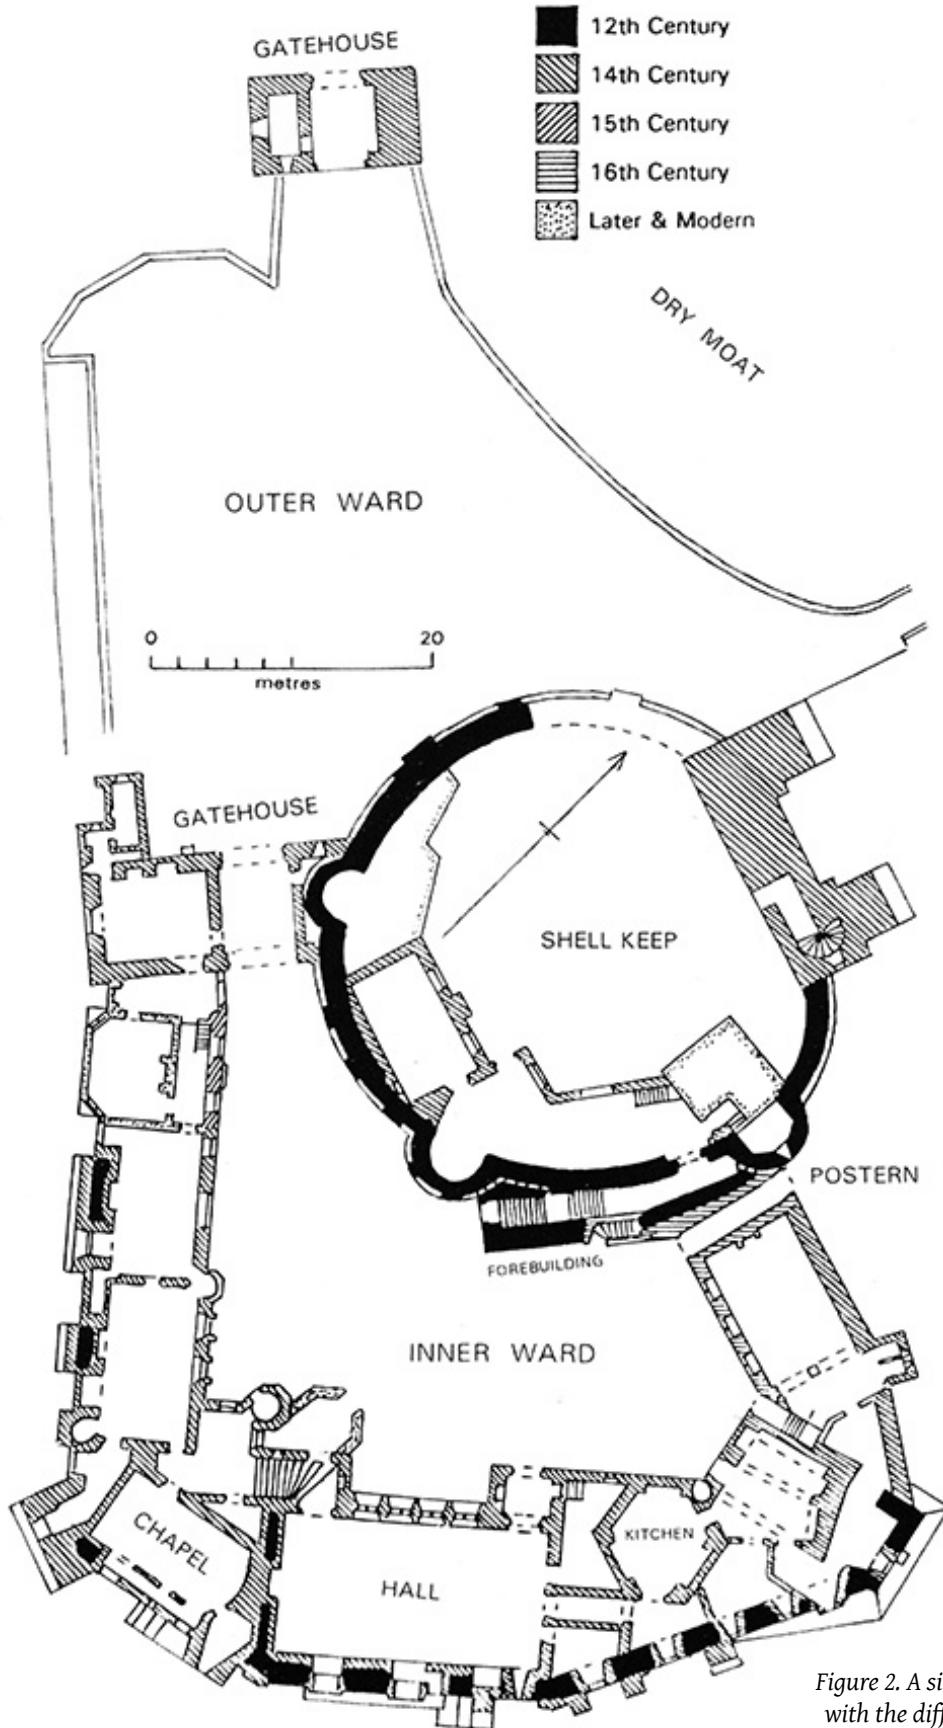 GATEHOUSE
12th Century
14th Century
15th Century
16th Century
Later & Modern
DRY MOAT
OUTER WARD
0 20
metres
GATEHOUSE
SHELL KEEP
POSTERN
FOREBUILDING
INNER WARD
CHAPEL
HALL
KITCHEN
Figure 2. A si
with the diff